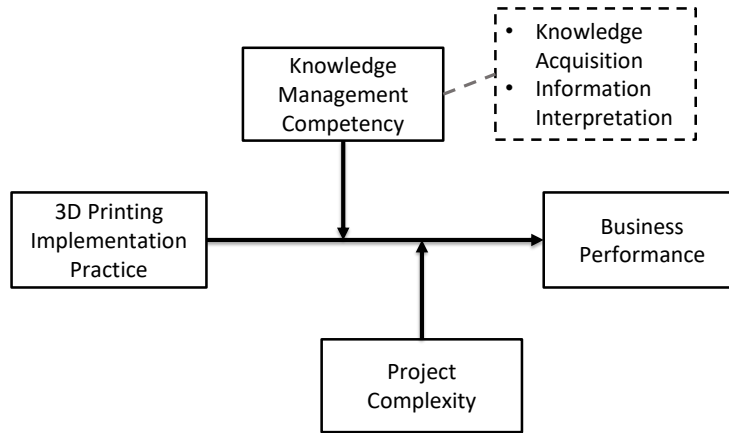 Knowledge
Management
Competency
• Knowledge
Acquisition
• Information
Interpretation
3D Printing
Implementation
Practice
Business
Performance
Project
Complexity